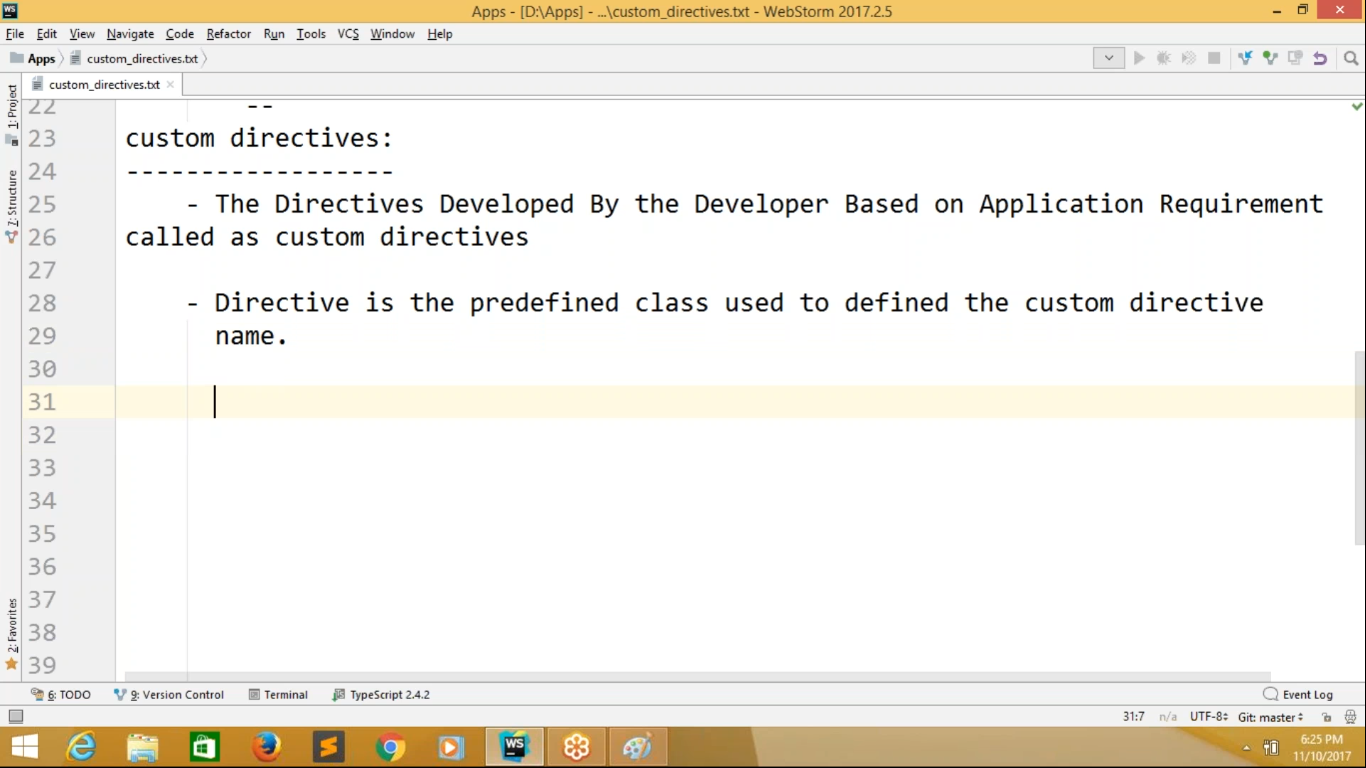 Apps - [D:\Apps] - ...\custom_directives.txt - WebStorm 2017.2.5
File Edit View Navigate Code Refactor Run Tools VCS Window Help
Apps custom_directives.txt
custom_directives.txt
1: Project
7: Structure
2: Favorites
22 --
23 custom directives:
24 ------------------
25 - The Directives Developed By the Developer Based on Application Requirement
26 called as custom directives
27
28 - Directive is the predefined class used to defined the custom directive
29 name.
30
31
32
33
34
35
36
37
38
39
6: TODO 9: Version Control Terminal TypeScript 2.4.2 Event Log
31:7 n/a UTF-8 Git: master
WS
6:25 PM
11/10/2017